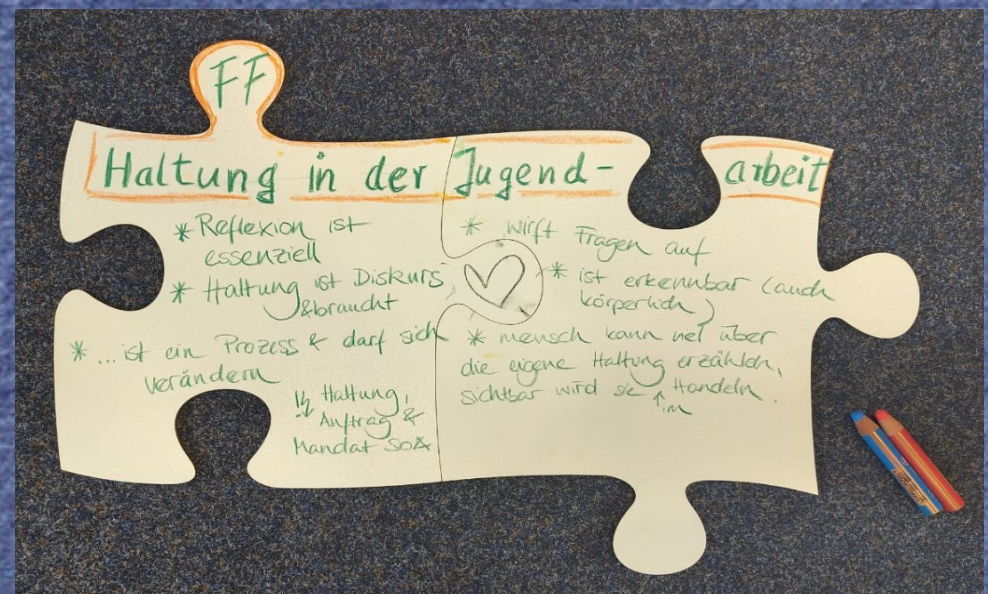 FF
Haltung in der Jugend- arbeit
* Reflexion ist
essenziell
* Haltung ist Diskurs
& braucht
* ... ist ein Prozess & darf sich
verändern
Haltung,
Auftrag &
Mandat SOA
* wirft Fragen auf
* ist erkennbar (auch
körperlich)
* mensch kann viel über
die eigene Haltung erzählen,
sichtbar wird sie ↑ Handeln.
im